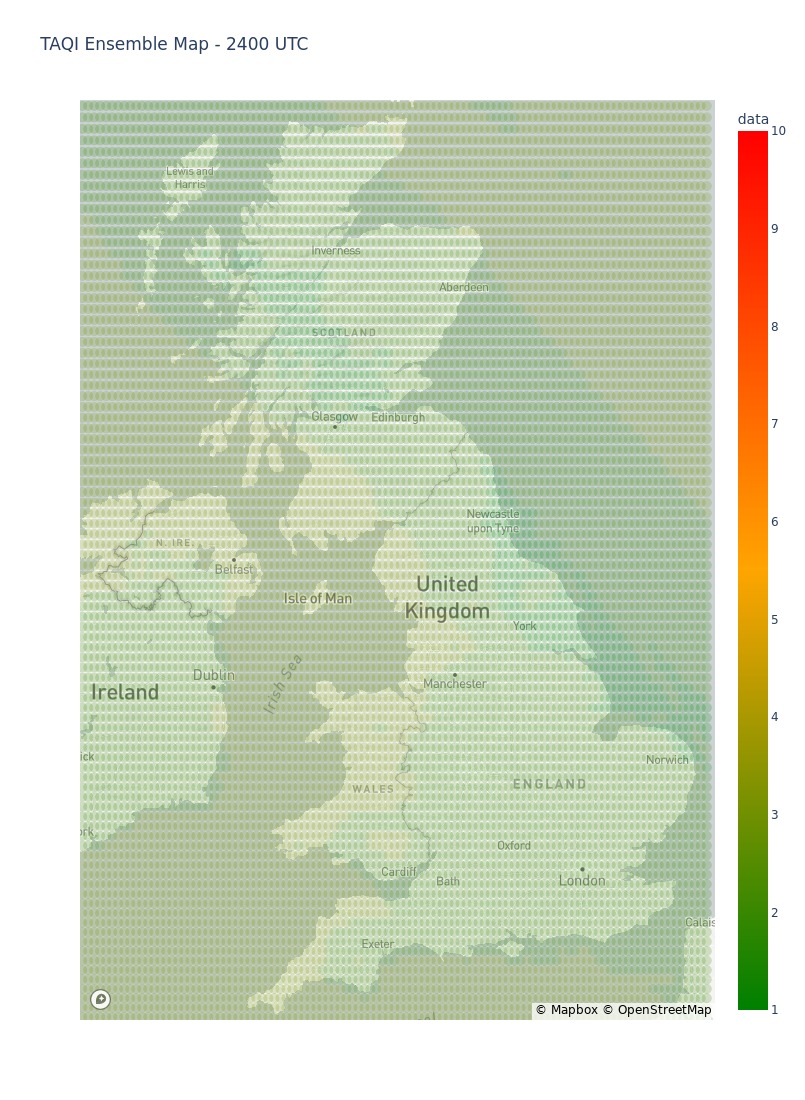 TAQI Ensemble Map - 2400 UTC
data
10
9
8
7
6
5
4
3
2
1
Lewis and
Harris
Inverness
Aberdeen
SCOTLAND
Glasgow
Edinburgh
Newcastle
upon Tyne
N. IRE.
Belfast
Isle of Man
United
Kingdom
York
Dublin
Irish Sea
Manchester
Ireland
ick
Norwich
WALES
ENGLAND
ork
Oxford
Cardiff
Bath
London
Calais
Exeter
© Mapbox © OpenStreetMap